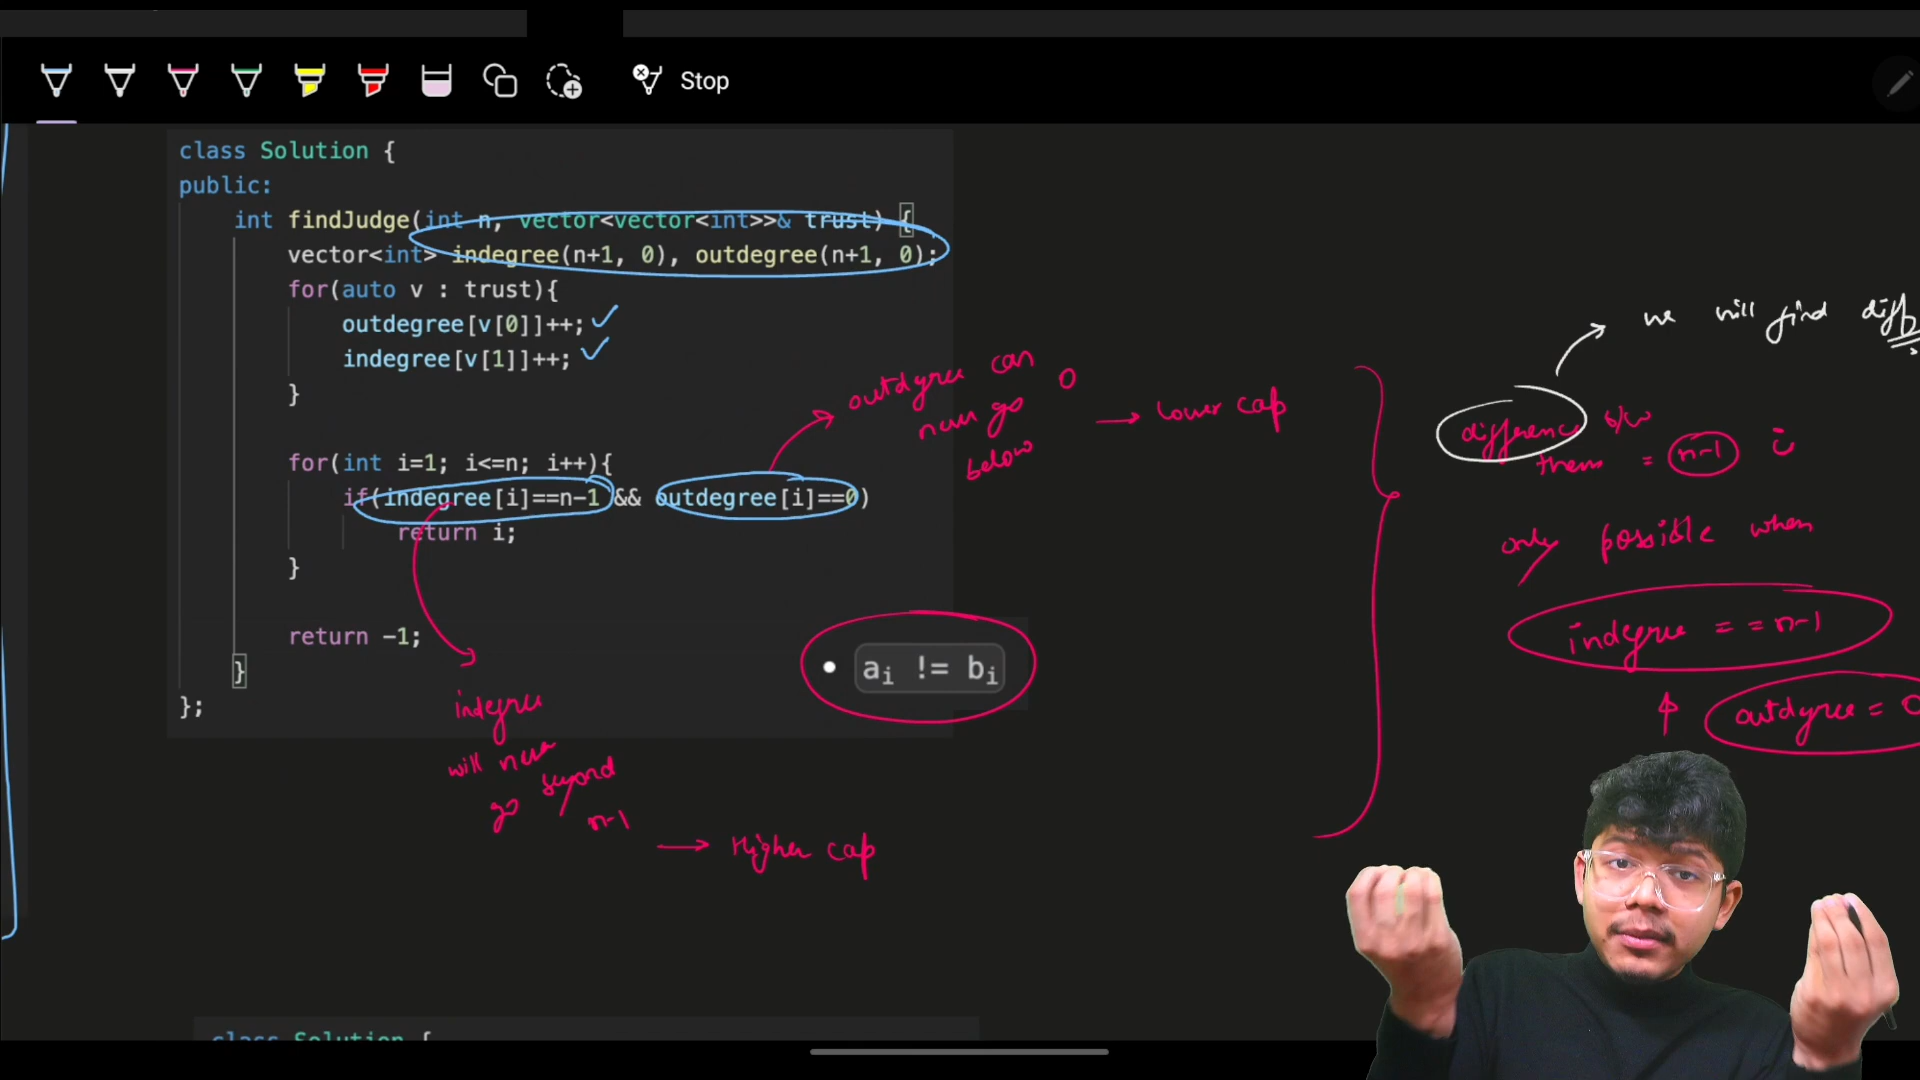 Stop
class Solution {
public:
int findJudge(int n, vector<vector<int>>& trust) {
vector<int> indegree(n+1, 0), outdegree(n+1, 0);
for(auto v : trust){
outdegree[v[0]]++;
indegree[v[1]]++;
}
for(int i=1; i<=n; i++){
if(indegree[i]==n-1 && outdegree[i]==0)
return i;
}
return -1;
}
};
• ai != bi
outdegree can
never go 0
below
→ lower cap
indegree
will never
go beyond
n-1
→ Higher cap
we will find diff
difference b/w
them = n-1
only possible when
indegree == n-1
outdegree = 0
class Solution {